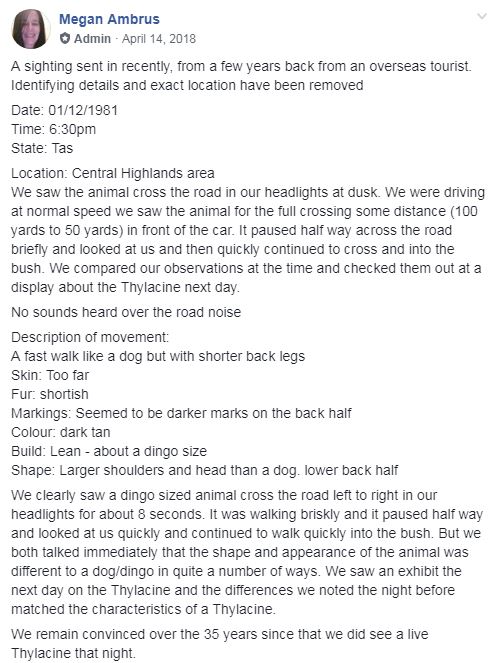 Megan Ambrus
Admin · April 14, 2018
A sighting sent in recently, from a few years back from an overseas tourist.
Identifying details and exact location have been removed
Date: 01/12/1981
Time: 6:30pm
State: Tas
Location: Central Highlands area
We saw the animal cross the road in our headlights at dusk. We were driving
at normal speed we saw the animal for the full crossing some distance (100
yards to 50 yards) in front of the car. It paused half way across the road
briefly and looked at us and then quickly continued to cross and into the
bush. We compared our observations at the time and checked them out at a
display about the Thylacine next day.
No sounds heard over the road noise
Description of movement:
A fast walk like a dog but with shorter back legs
Skin: Too far
Fur: shortish
Markings: Seemed to be darker marks on the back half
Colour: dark tan
Build: Lean - about a dingo size
Shape: Larger shoulders and head than a dog. lower back half
We clearly saw a dingo sized animal cross the road left to right in our
headlights for about 8 seconds. It was walking briskly and it paused half way
and looked at us quickly and continued to walk quickly into the bush. But we
both talked immediately that the shape and appearance of the animal was
different to a dog/dingo in quite a number of ways. We saw an exhibit the
next day on the Thylacine and the differences we noted the night before
matched the characteristics of a Thylacine.
We remain convinced over the 35 years since that we did see a live
Thylacine that night.